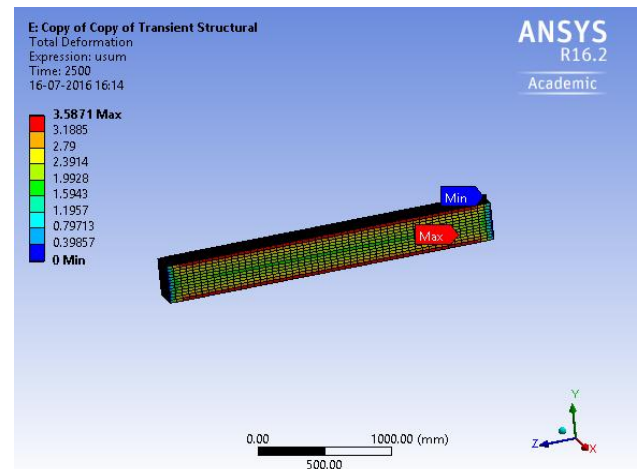 E: Copy of Copy of Transient Structural
Total Deformation
Expression: usum
Time: 2500
16-07-2016 16:14
ANSYS
R16.2
Academic
3.5871 Max
3.1885
2.79
2.3914
1.9928
1.5943
1.1957
0.79713
0.39857
0 Min
Min
Max
0.00
1000.00 (mm)
500.00
Y
Z
X